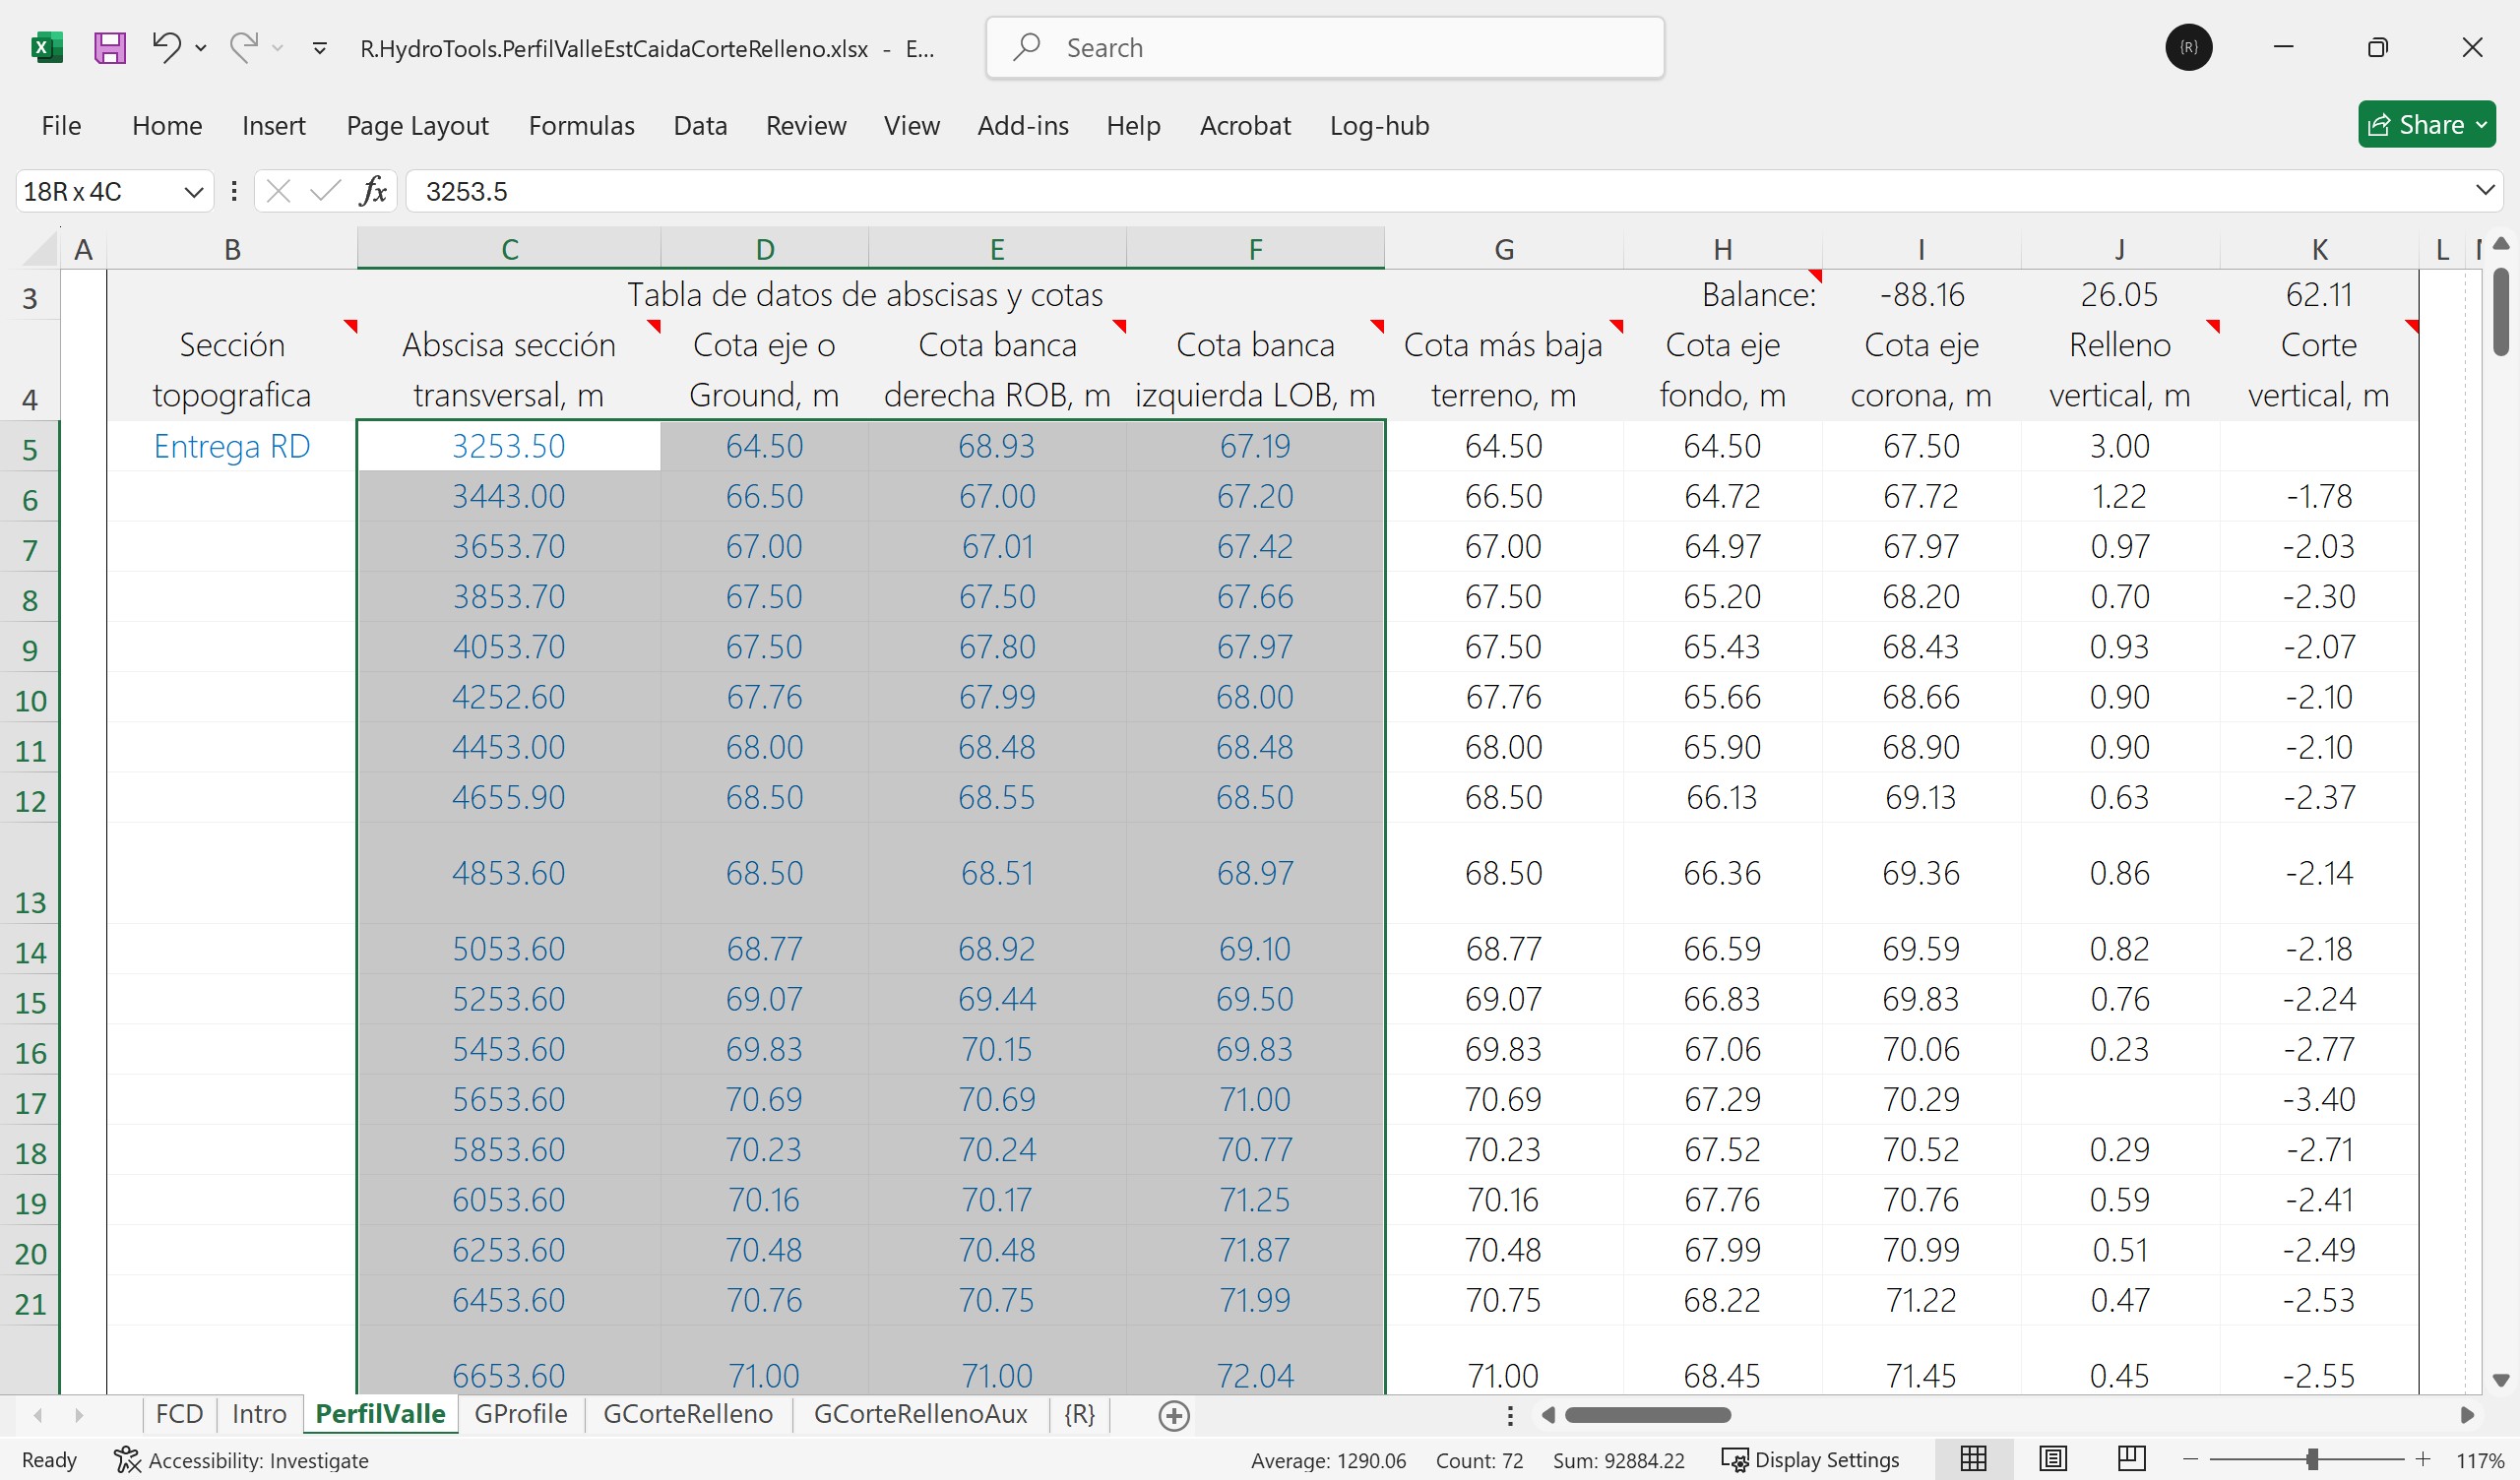 R.HydroTools.PerfilValleEstCaidaCorteRelleno.xlsx - E... Search {R}
File Home Insert Page Layout Formulas Data Review View Add-ins Help Acrobat Log-hub Share
18R x 4C fx 3253.5
A B C D E F G H I J K L
3 Tabla de datos de abscisas y cotas Balance: -88.16 26.05 62.11
Sección Abscisa sección Cota eje o Cota banca Cota banca Cota más baja Cota eje Cota eje Relleno Corte
4 topografica transversal, m Ground, m derecha ROB, m izquierda LOB, m terreno, m fondo, m corona, m vertical, m vertical, m
5 Entrega RD 3253.50 64.50 68.93 67.19 64.50 64.50 67.50 3.00
6 3443.00 66.50 67.00 67.20 66.50 64.72 67.72 1.22 -1.78
7 3653.70 67.00 67.01 67.42 67.00 64.97 67.97 0.97 -2.03
8 3853.70 67.50 67.50 67.66 67.50 65.20 68.20 0.70 -2.30
9 4053.70 67.50 67.80 67.97 67.50 65.43 68.43 0.93 -2.07
10 4252.60 67.76 67.99 68.00 67.76 65.66 68.66 0.90 -2.10
11 4453.00 68.00 68.48 68.48 68.00 65.90 68.90 0.90 -2.10
12 4655.90 68.50 68.55 68.50 68.50 66.13 69.13 0.63 -2.37
13 4853.60 68.50 68.51 68.97 68.50 66.36 69.36 0.86 -2.14
14 5053.60 68.77 68.92 69.10 68.77 66.59 69.59 0.82 -2.18
15 5253.60 69.07 69.44 69.50 69.07 66.83 69.83 0.76 -2.24
16 5453.60 69.83 70.15 69.83 69.83 67.06 70.06 0.23 -2.77
17 5653.60 70.69 70.69 71.00 70.69 67.29 70.29 -3.40
18 5853.60 70.23 70.24 70.77 70.23 67.52 70.52 0.29 -2.71
19 6053.60 70.16 70.17 71.25 70.16 67.76 70.76 0.59 -2.41
20 6253.60 70.48 70.48 71.87 70.48 67.99 70.99 0.51 -2.49
21 6453.60 70.76 70.75 71.99 70.75 68.22 71.22 0.47 -2.53
6653.60 71.00 71.00 72.04 71.00 68.45 71.45 0.45 -2.55
FCD Intro PerfilValle GProfile GCorteRelleno GCorteRellenoAux {R}
Ready Accessibility: Investigate Average: 1290.06 Count: 72 Sum: 92884.22 Display Settings 117%